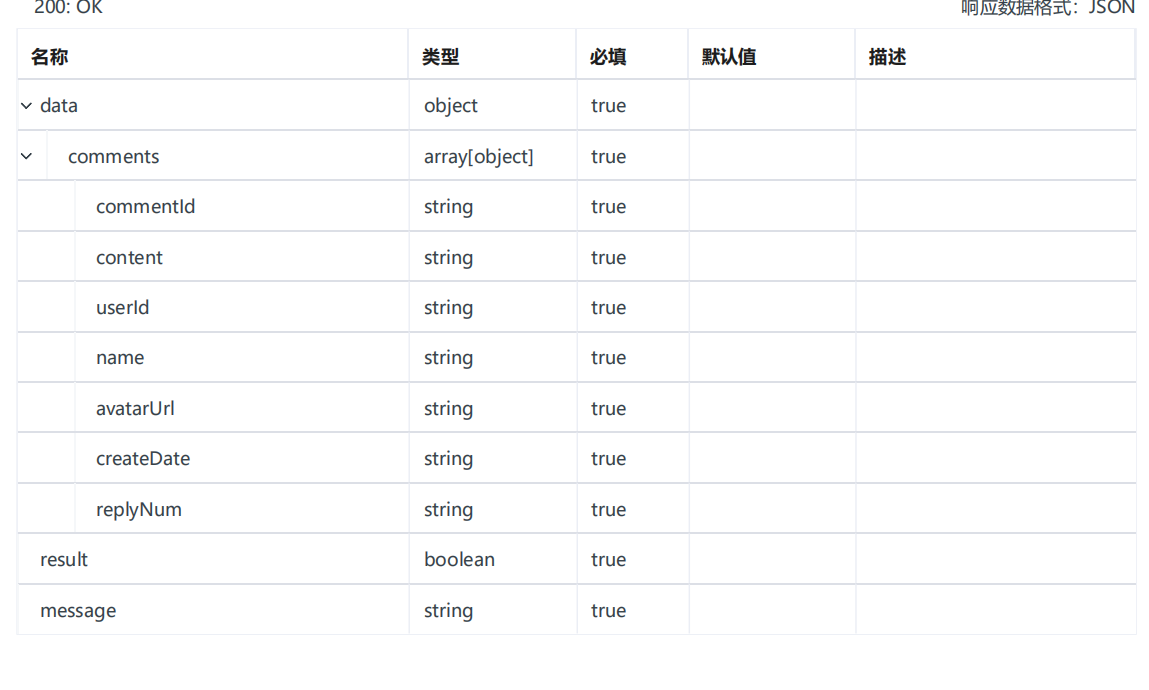 200: OK 响应数据格式：JSON
名称 类型 必填 默认值 描述
data object true
comments array[object] true
commentId string true
content string true
userId string true
name string true
avatarUrl string true
createDate string true
replyNum string true
result boolean true
message string true